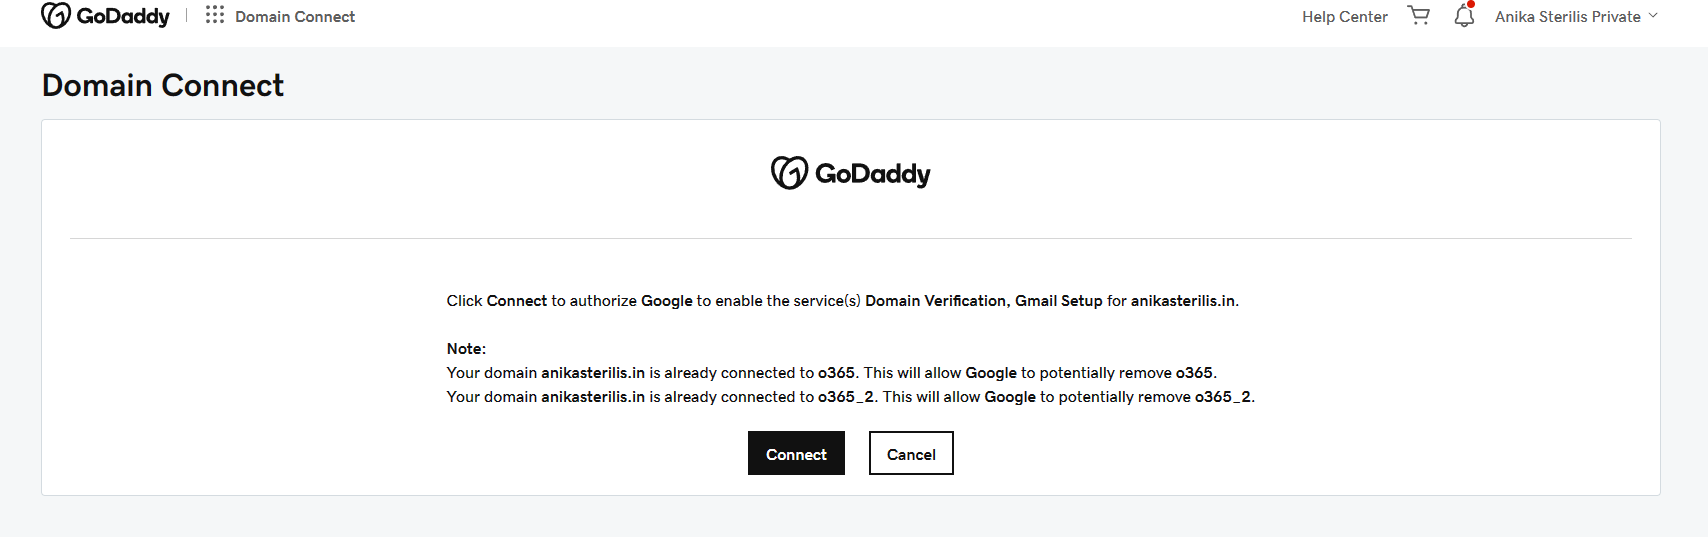 GoDaddy Domain Connect Help Center Anika Sterilis Private
Domain Connect
GoDaddy
Click Connect to authorize Google to enable the service(s) Domain Verification, Gmail Setup for anikasterilis.in.
Note:
Your domain anikasterilis.in is already connected to o365. This will allow Google to potentially remove o365.
Your domain anikasterilis.in is already connected to o365_2. This will allow Google to potentially remove o365_2.
Connect Cancel